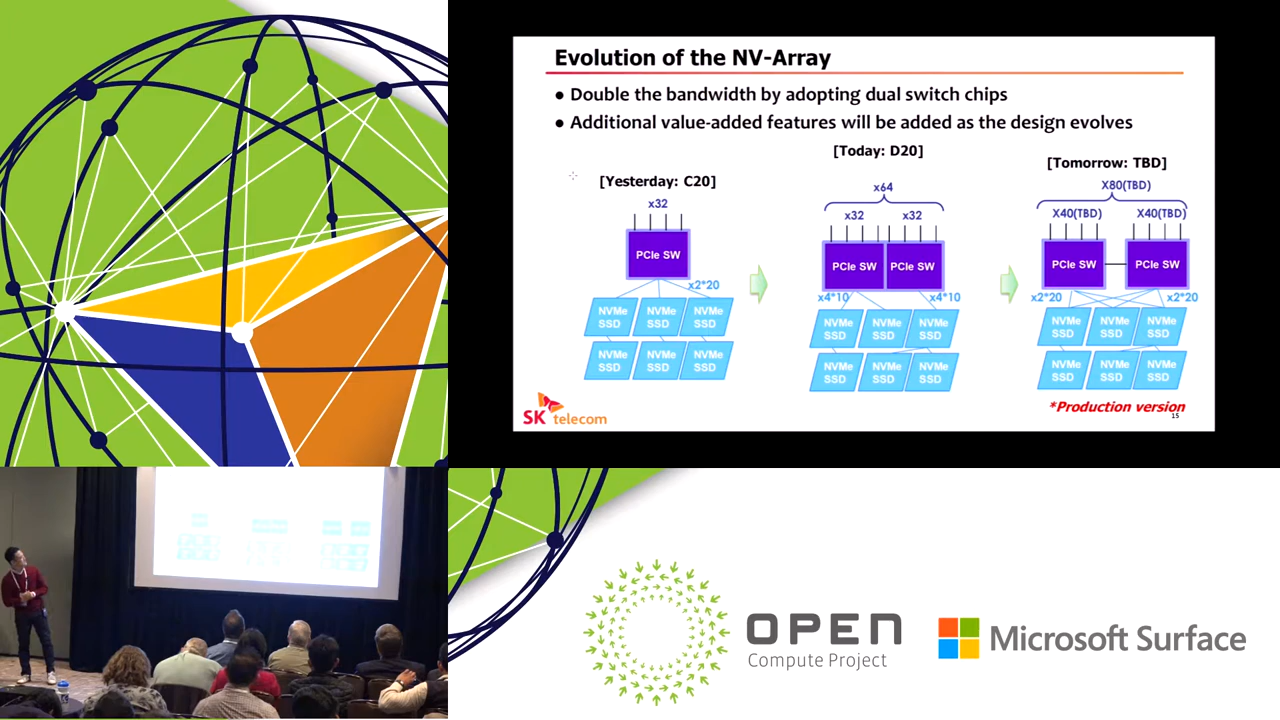 Evolution of the NV-Array
● Double the bandwidth by adopting dual switch chips
● Additional value-added features will be added as the design evolves
[Yesterday: C20]
x32
PCIe SW
x2*20
NVMe SSD NVMe SSD NVMe SSD
NVMe SSD NVMe SSD NVMe SSD
[Today: D20]
x64
x32 x32
PCIe SW PCIe SW
x4*10 x4*10
NVMe SSD NVMe SSD NVMe SSD
NVMe SSD NVMe SSD NVMe SSD
[Tomorrow: TBD]
X80(TBD)
X40(TBD) X40(TBD)
PCIe SW PCIe SW
x2*20 x2*20
NVMe SSD NVMe SSD NVMe SSD
NVMe SSD NVMe SSD NVMe SSD
*Production version
15
SK telecom
OPEN
Compute Project
Microsoft Surface